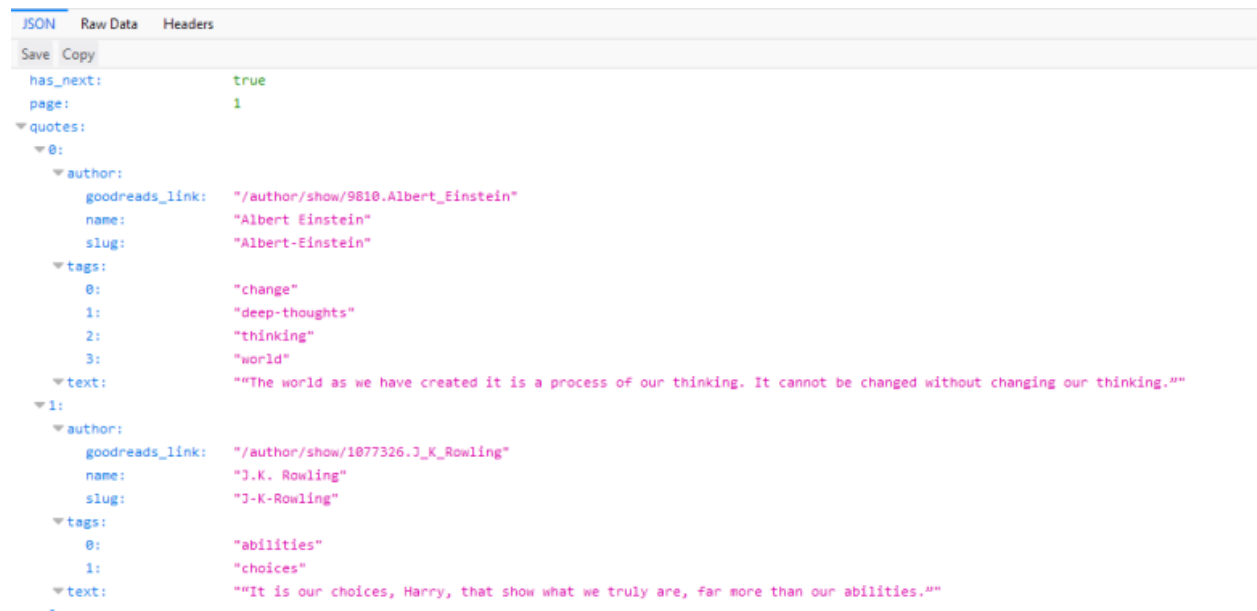 JSON Raw Data Headers
Save Copy
has_next: true
page: 1
quotes:
0:
author:
goodreads_link: "/author/show/9810.Albert_Einstein"
name: "Albert Einstein"
slug: "Albert-Einstein"
tags:
0: "change"
1: "deep-thoughts"
2: "thinking"
3: "world"
text: "“The world as we have created it is a process of our thinking. It cannot be changed without changing our thinking.”"
1:
author:
goodreads_link: "/author/show/1077326.J_K_Rowling"
name: "J.K. Rowling"
slug: "J-K-Rowling"
tags:
0: "abilities"
1: "choices"
text: "“It is our choices, Harry, that show what we truly are, far more than our abilities.”"